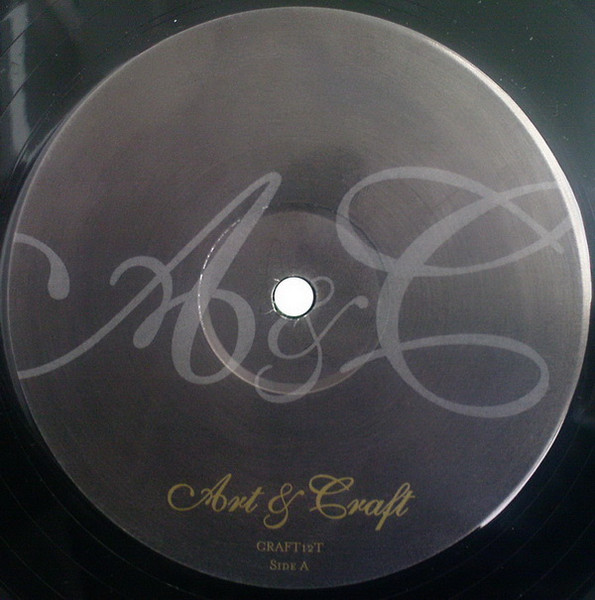 A&C
Art & Craft
CRAFT12T
SIDE A